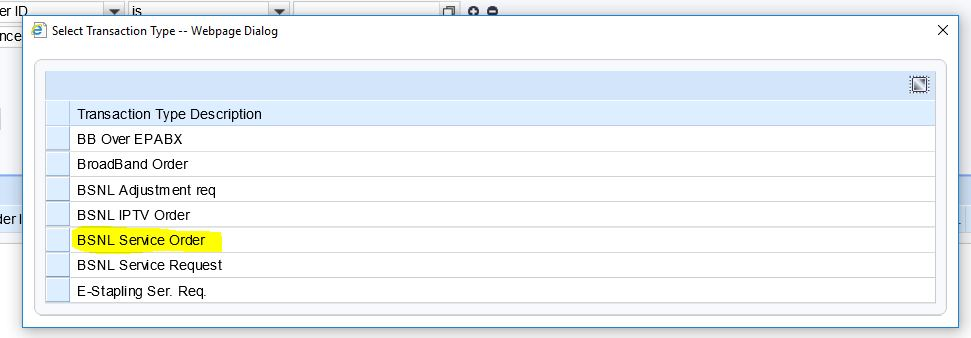 er ID is
Select Transaction Type -- Webpage Dialog
nce
Transaction Type Description
BB Over EPABX
BroadBand Order
BSNL Adjustment req
BSNL IPTV Order
der I
BSNL Service Order
BSNL Service Request
E-Stapling Ser. Req.